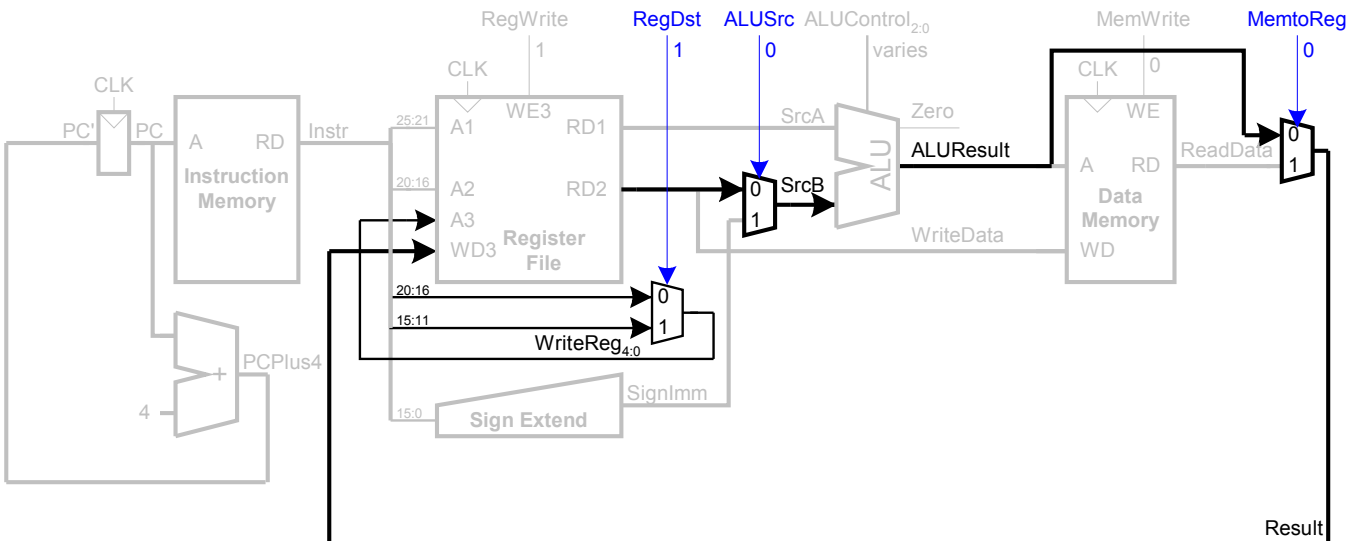 RegWrite RegDst ALUSrc ALUControl2:0 MemWrite MemtoReg
1 1 0 varies 0 0
CLK CLK CLK
PC' PC A RD Instr
Instruction
Memory
25:21 A1 WE3 RD1 SrcA Zero
20:16 A2 RD2 0 SrcB ALU ALUResult A RD ReadData 0
A3 1 WE 1
WD3 Register
File
WriteData Data
Memory
WD
20:16 0
15:11 1
WriteReg4:0
PCPlus4
+
4
SignImm
15:0 Sign Extend
Result